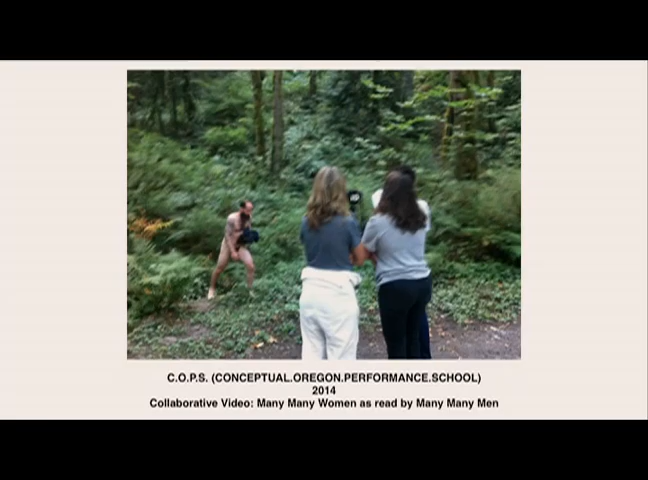 C.O.P.S. (CONCEPTUAL.OREGON.PERFORMANCE.SCHOOL)
2014
Collaborative Video: Many Many Women as read by Many Many Men